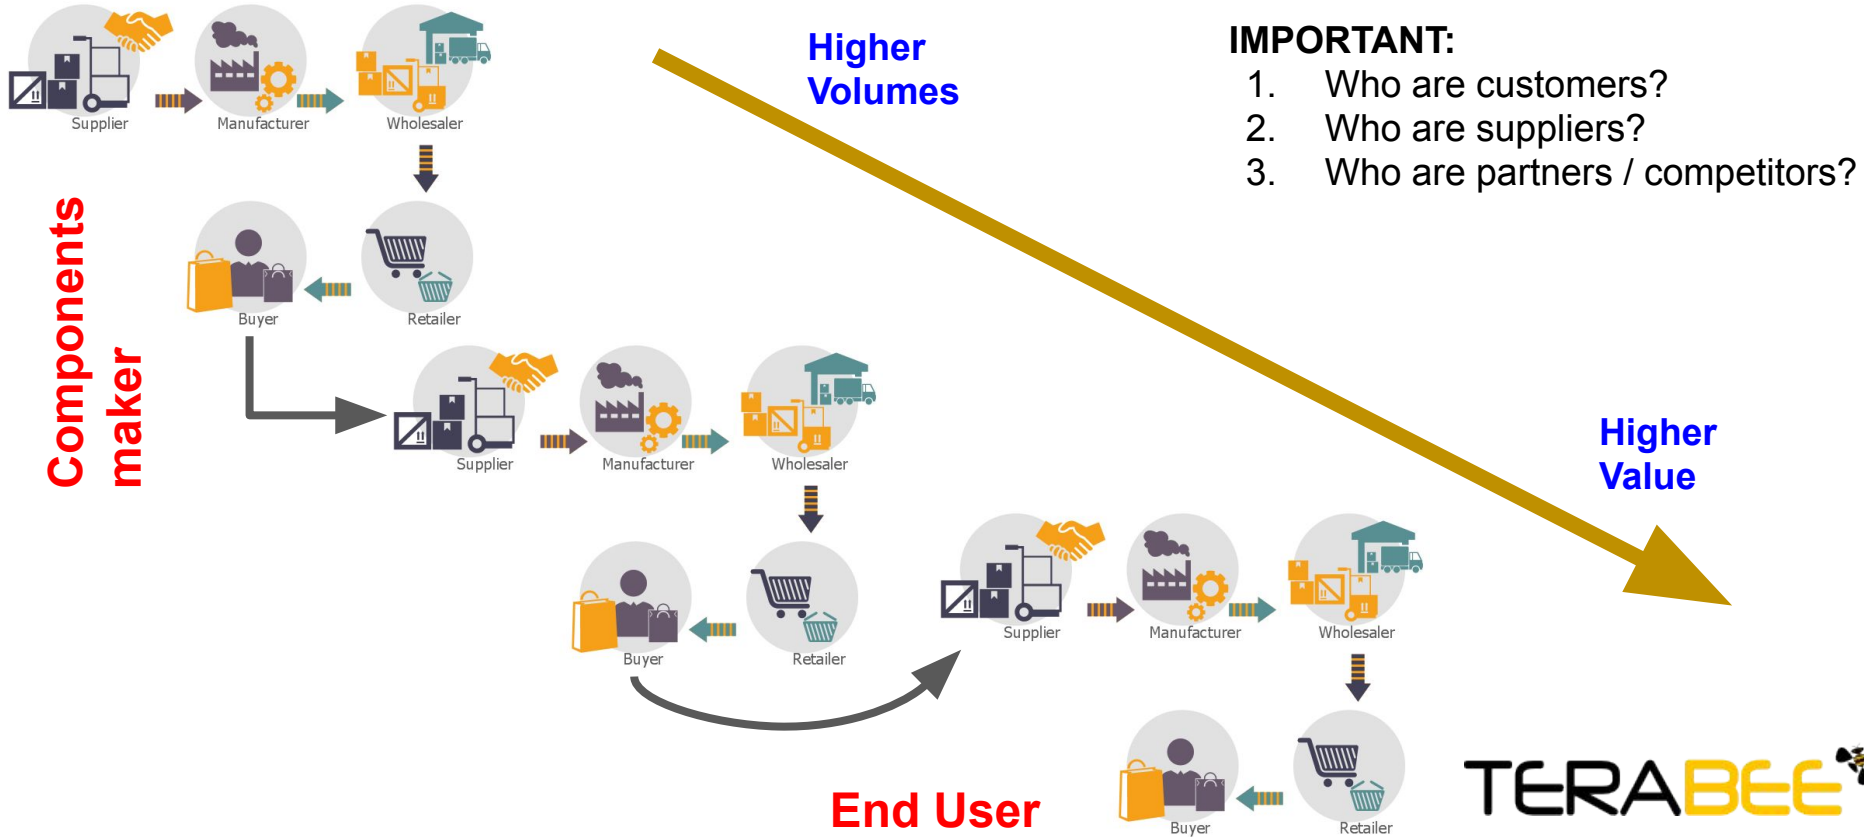 Higher
Volumes
IMPORTANT:
1. Who are customers?
2. Who are suppliers?
3. Who are partners / competitors?
Supplier
Manufacturer
Wholesaler
Components
maker
Buyer
Retailer
Supplier
Manufacturer
Wholesaler
Higher
Value
Buyer
Retailer
Supplier
Manufacturer
Wholesaler
End User
Buyer
Retailer
TERABEE